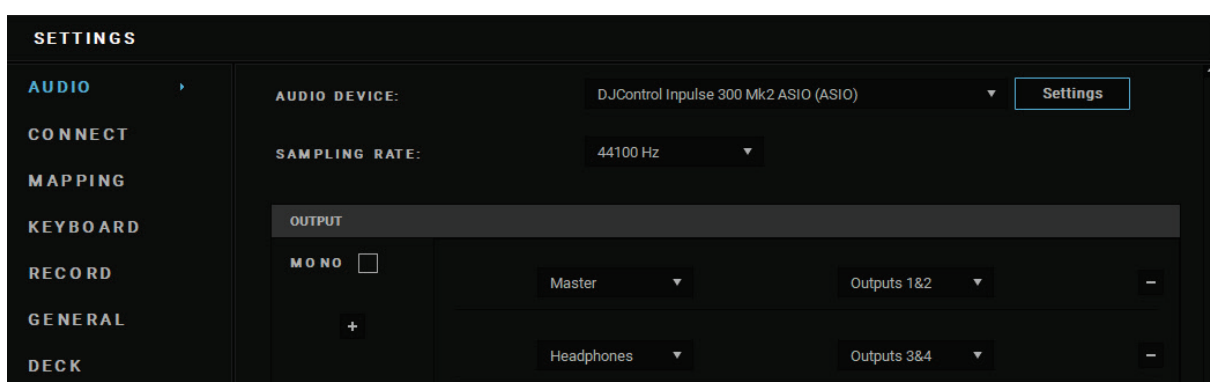 SETTINGS
AUDIO
CONNECT
MAPPING
KEYBOARD
RECORD
GENERAL
DECK
AUDIO DEVICE: DJControl Inpulse 300 Mk2 ASIO (ASIO) Settings
SAMPLING RATE: 44100 Hz
OUTPUT
MONO
+
Master Outputs 1&2 −
Headphones Outputs 3&4 −